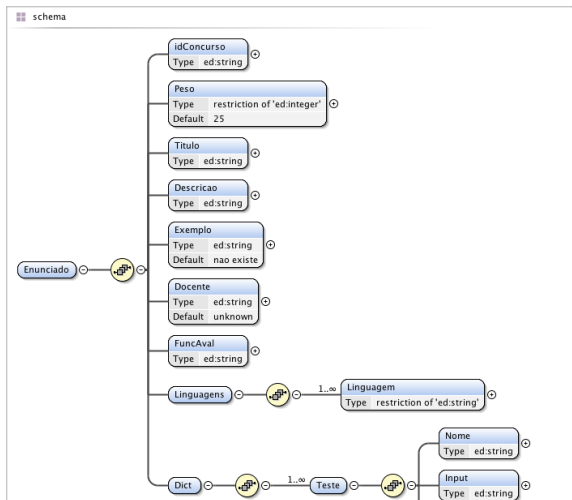 schema
idConcurso
Type ed:string
Peso
Type restriction of 'ed:integer'
Default 25
Titulo
Type ed:string
Descricao
Type ed:string
Exemplo
Type ed:string
Default nao existe
Enunciado
Docente
Type ed:string
Default unknown
FuncAval
Type ed:string
Linguagens
1..∞
Linguagem
Type restriction of 'ed:string'
Nome
Type ed:string
Dict
1..∞
Teste
Input
Type ed:string